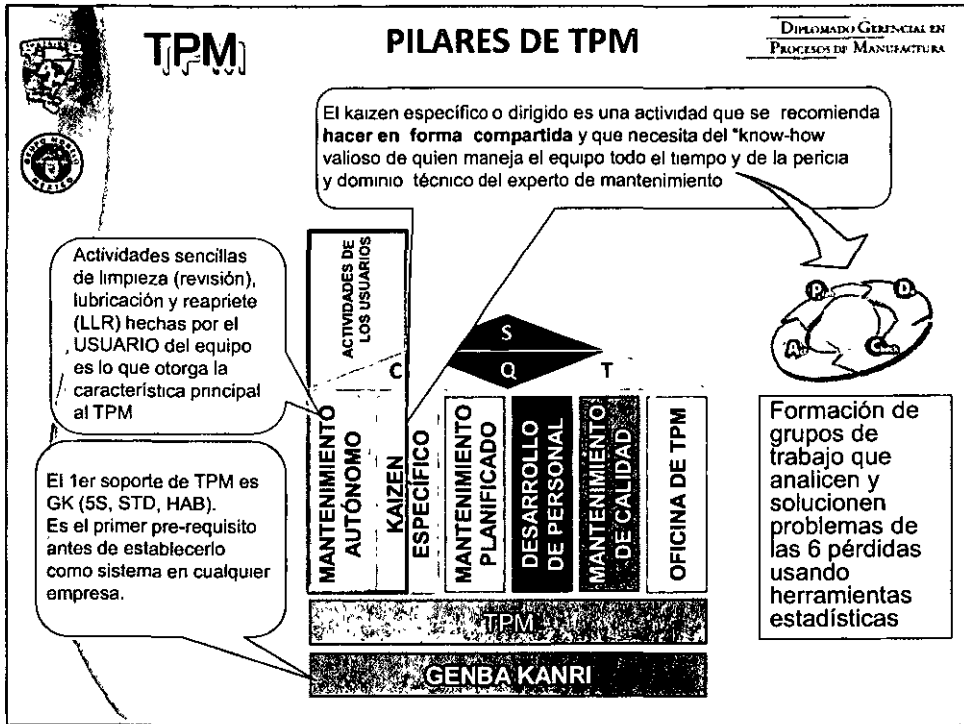 TPM
PILARES DE TPM
DIPLOMADO GERENCIAL EN
PROCESOS DE MANUFACTURA
El kaizen específico o dirigido es una actividad que se recomienda
hacer en forma compartida y que necesita del "know-how
valioso de quien maneja el equipo todo el tiempo y de la pericia
y dominio técnico del experto de mantenimiento
Actividades sencillas
de limpieza (revisión),
lubricación y reapriete
(LLR) hechas por el
USUARIO del equipo
es lo que otorga la
característica principal
al TPM
El 1er soporte de TPM es
GK (5S, STD, HAB).
Es el primer pre-requisito
antes de establecerlo
como sistema en cualquier
empresa.
ACTIVIDADES DE
LOS USUARIOS
S
C
Q
T
MANTENIMIENTO
AUTÓNOMO
KAIZEN
ESPECÍFICO
MANTENIMIENTO
PLANIFICADO
DESARROLLO
DE PERSONAL
MANTENIMIENTO
DE CALIDAD
OFICINA DE TPM
TPM
GENBA KANRI
P
D
A
C
Formación de
grupos de
trabajo que
analicen y
solucionen
problemas de
las 6 pérdidas
usando
herramientas
estadísticas